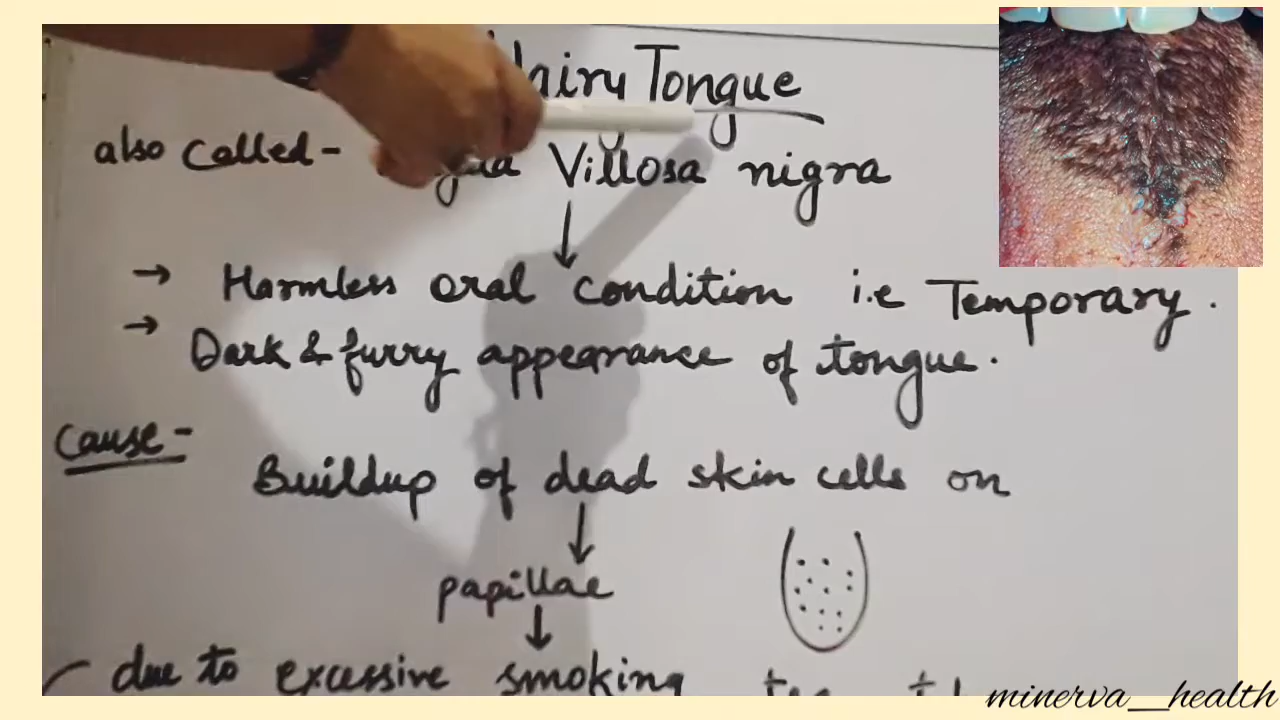 Hairy Tongue
also called- Villosa nigra
→ Harmless oral condition i.e Temporary.
→ Dark & furry appearance of tongue.
Cause-
Buildup of dead skin cells on
↓
papillae
↓
due to excessive smoking
minerva__health